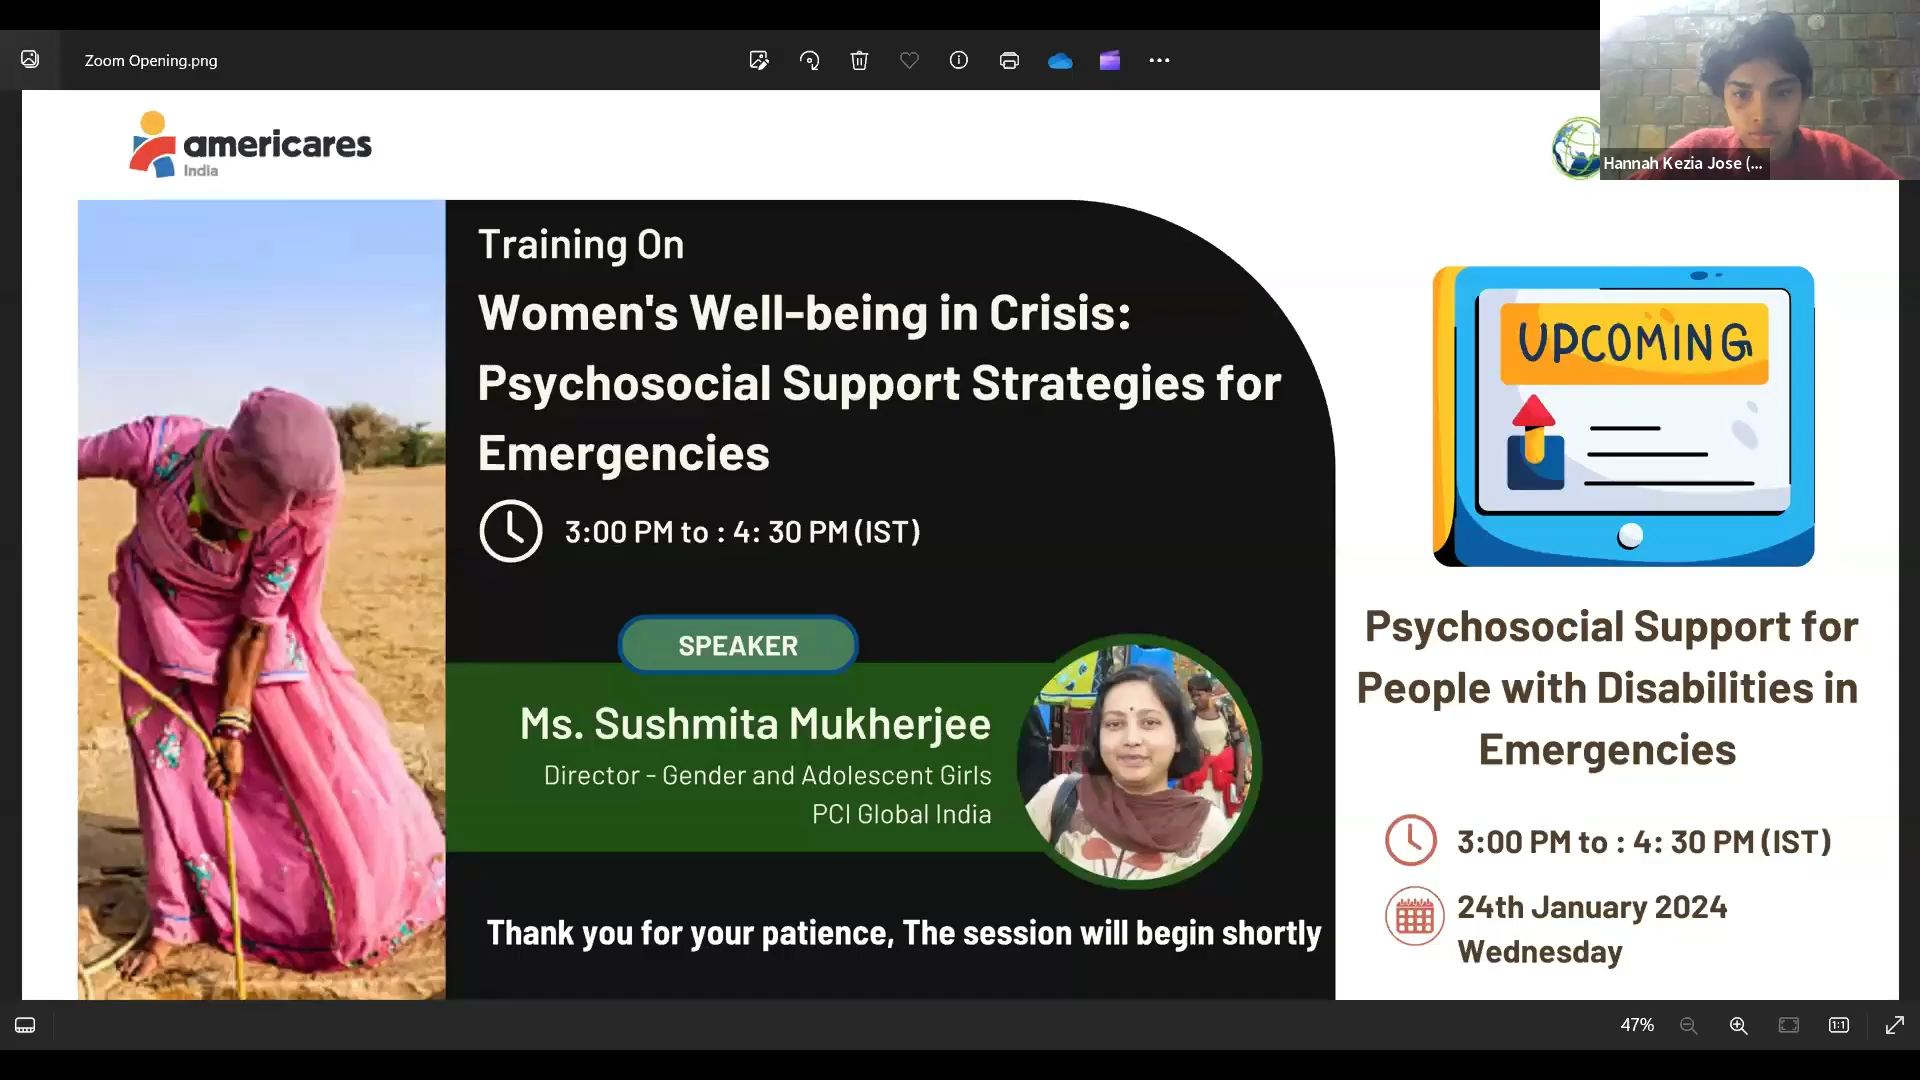 Zoom Opening.png
americares
India
Hannah Kezia Jose (...
Training On
Women's Well-being in Crisis:
Psychosocial Support Strategies for
Emergencies
3:00 PM to : 4: 30 PM (IST)
SPEAKER
Ms. Sushmita Mukherjee
Director - Gender and Adolescent Girls
PCI Global India
Thank you for your patience, The session will begin shortly
UPCOMING
Psychosocial Support for
People with Disabilities in
Emergencies
3:00 PM to : 4: 30 PM (IST)
24th January 2024
Wednesday
47%
1:1